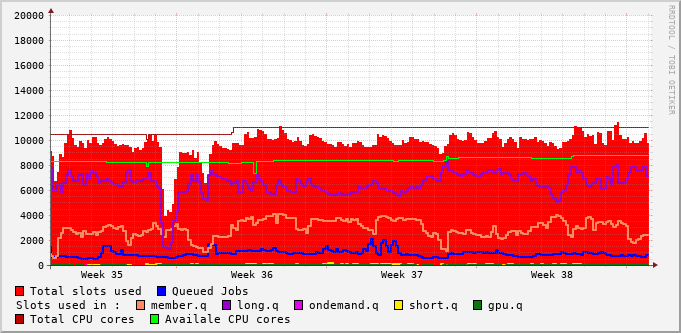 20000
18000
16000
14000
12000
10000
8000
6000
4000
2000
0
Week 35 Week 36 Week 37 Week 38
RRDTOOL / TOBI OETIKER
Total slots used Queued Jobs
Slots used in : member.q long.q ondemand.q short.q gpu.q
Total CPU cores Availale CPU cores